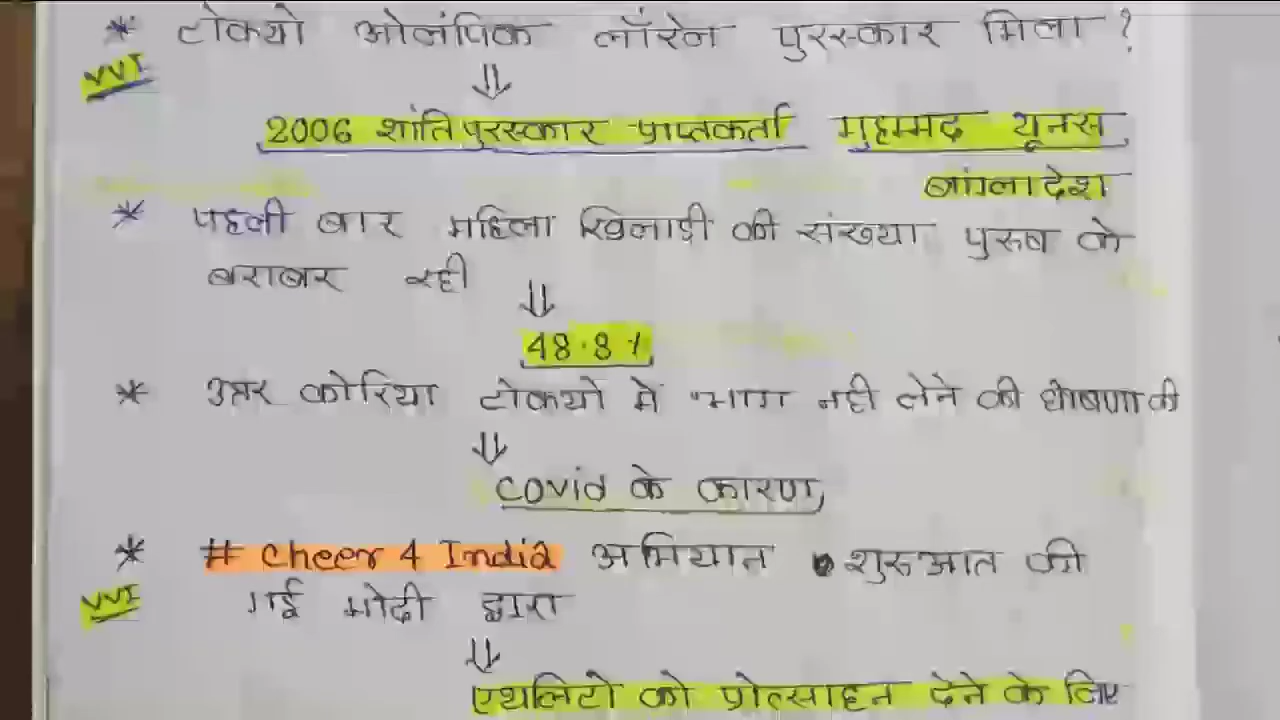 * टोक्यो ओलंपिक लॉरेन पुरस्कार मिला ?
VVI
⇓
2006 शांति पुरस्कार प्राप्तकर्ता मुहम्मद यूनस
बांग्लादेश
* पहली बार महिला खिलाड़ी की संख्या पुरुष के
बराबर रही
⇓
48.8%
* उत्तर कोरिया टोक्यो मे भाग नही लेने की घोषणा की
⇓
covid के कारण
* # Cheer 4 India अभियान शुरुआत की
VVI
गई मोदी द्वारा
⇓
एथलिटो को प्रोत्साहन देने के लिए